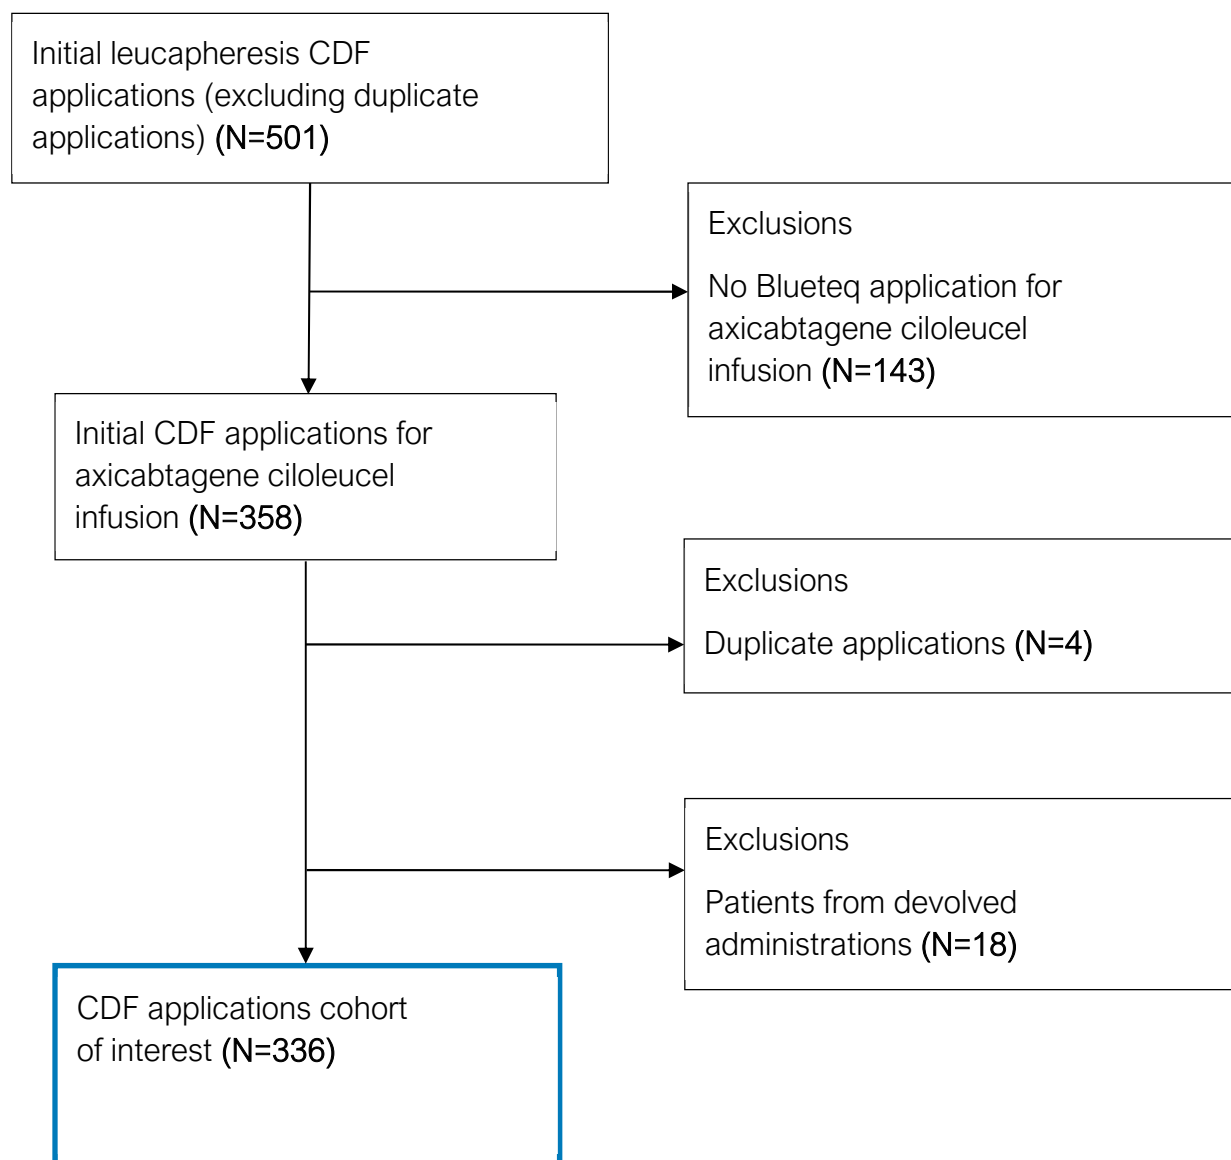 Initial leucapheresis CDF
applications (excluding duplicate
applications) (N=501)
Exclusions
No Blueteq application for
axicabtagene ciloleucel
infusion (N=143)
Initial CDF applications for
axicabtagene ciloleucel
infusion (N=358)
Exclusions
Duplicate applications (N=4)
Exclusions
Patients from devolved
administrations (N=18)
CDF applications cohort
of interest (N=336)